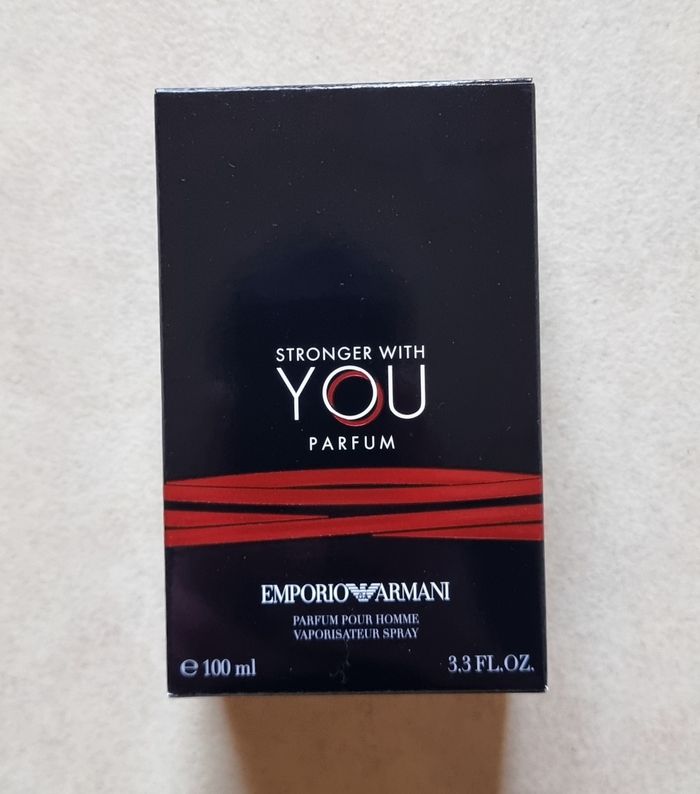 STRONGER WITH
YOU
PARFUM
EMPORIO ARMANI
PARFUM POUR HOMME
VAPORISATEUR SPRAY
℮ 100 ml 3.3 FL.OZ.